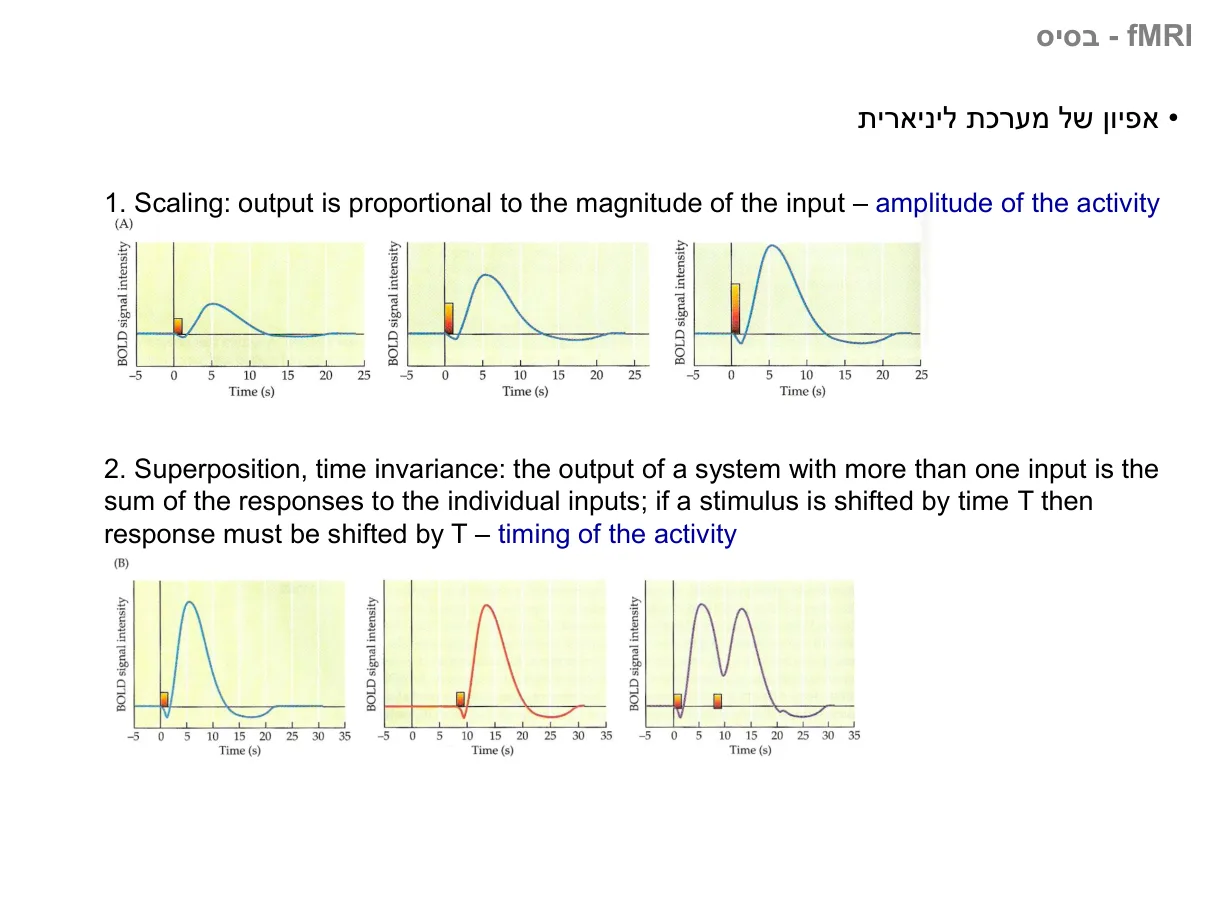 fMRI - בסיס
• אפיון של מערכת ליניארית
1. Scaling: output is proportional to the magnitude of the input – amplitude of the activity
(A)
BOLD signal intensity
–5 0 5 10 15 20 25
Time (s)
BOLD signal intensity
–5 0 5 10 15 20 25
Time (s)
BOLD signal intensity
–5 0 5 10 15 20 25
Time (s)
2. Superposition, time invariance: the output of a system with more than one input is the
sum of the responses to the individual inputs; if a stimulus is shifted by time T then
response must be shifted by T – timing of the activity
(B)
BOLD signal intensity
–5 0 5 10 15 20 25 30 35
Time (s)
BOLD signal intensity
–5 0 5 10 15 20 25 30 35
Time (s)
BOLD signal intensity
–5 0 5 10 15 20 25 30 35
Time (s)